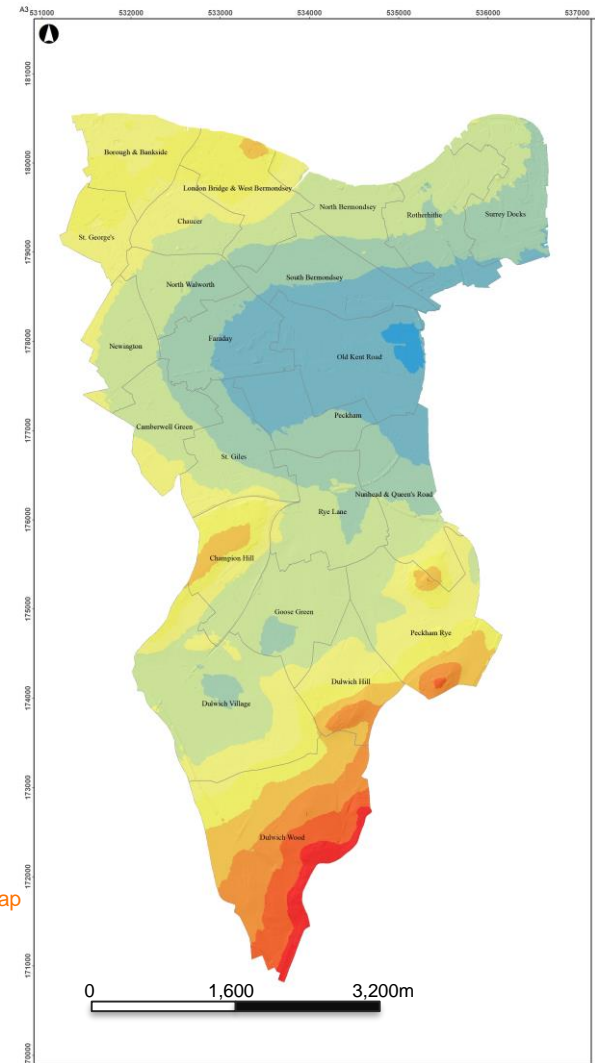 A3
531000 532000 533000 534000 535000 536000 537000
181000
180000
179000
178000
177000
176000
175000
174000
173000
172000
171000
170000
Borough & Bankside
London Bridge & West Bermondsey
North Bermondsey
Rotherhithe
Surrey Docks
Chaucer
St. George's
South Bermondsey
North Walworth
Faraday
Newington
Old Kent Road
Peckham
Camberwell Green
St. Giles
Nunhead & Queen's Road
Rye Lane
Champion Hill
Goose Green
Peckham Rye
Dulwich Hill
Dulwich Village
Dulwich Wood
ap
0 1,600 3,200m